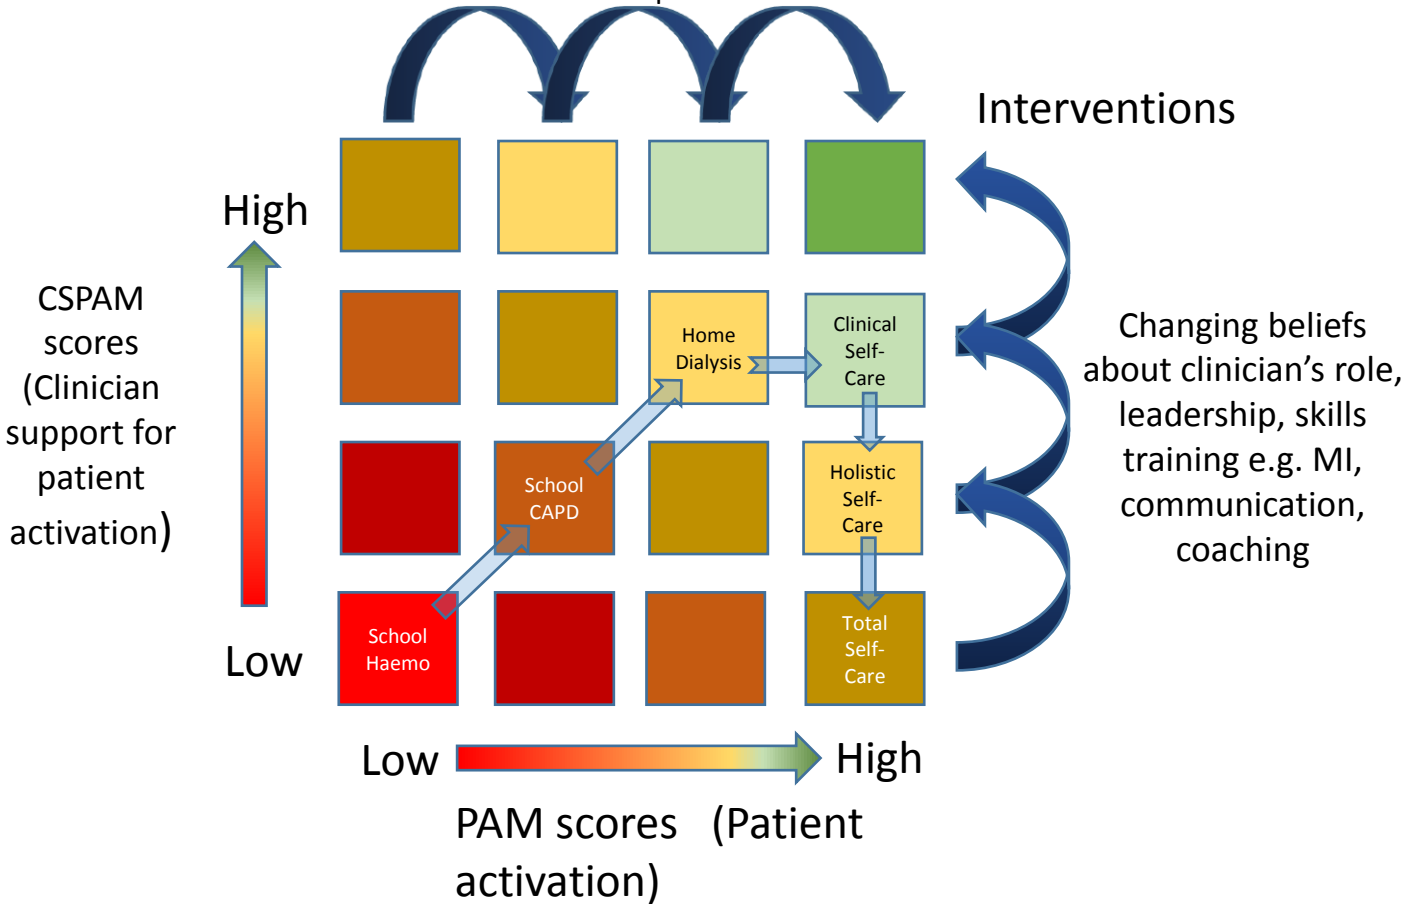 Interventions
High
CSPAM
scores
(Clinician
support for
patient
activation)
Home
Dialysis
Clinical
Self-
Care
Changing beliefs
about clinician’s role,
leadership, skills
training e.g. MI,
communication,
coaching
School
CAPD
Holistic
Self-
Care
School
Haemo
Total
Self-
Care
Low
Low
High
PAM scores (Patient
activation)